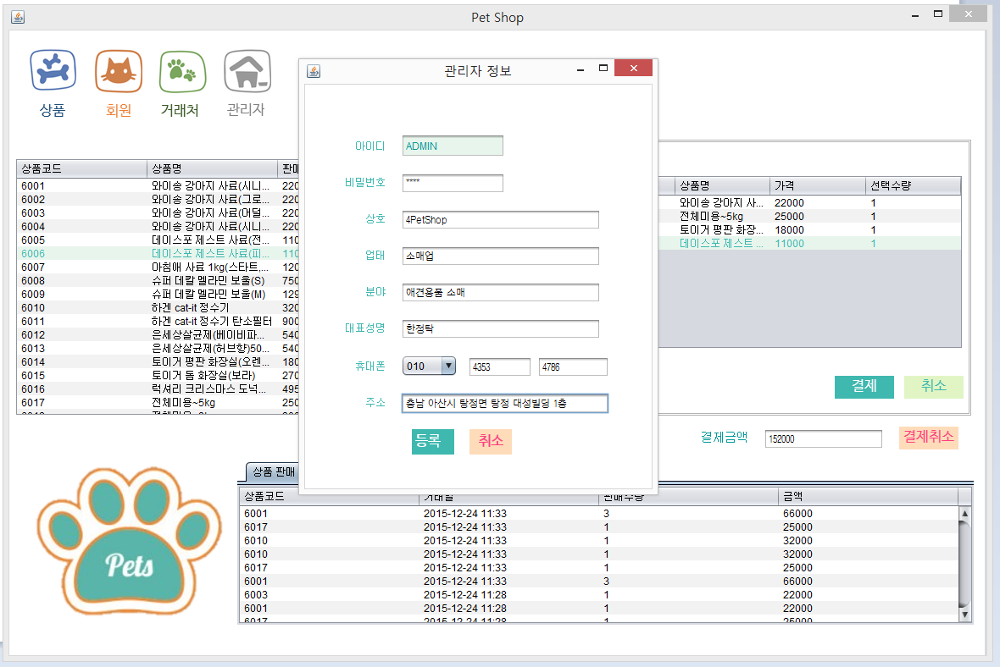 Pet Shop
상품 회원 거래처 관리자
상품코드 상품명
6001 와이송 강아지 사료(시니... 220
6002 와이송 강아지 사료(그로... 220
6003 와이송 강아지 사료(어덜... 220
6004 와이송 강아지 사료(시니... 220
6005 데이스포 제스트 사료(전... 110
6006 데이스포 제스트 사료(피... 110
6007 아침애 사료 1kg(스타트,... 120
6008 슈퍼 데칼 멜라민 보울(S) 750
6009 슈퍼 데칼 멜라민 보울(M) 129
6010 하겐 cat-it 정수기 320
6011 하겐 cat-it 정수기 탄소필터 900
6012 은세상살균제(베이비파... 540
6013 은세상살균제(허브향)50... 540
6014 토이거 평판 화장실(오렌... 180
6015 토이거 돔 화장실(보라) 270
6016 럭셔리 크리스마스 도넛... 495
6017 전체미용~5kg 250
관리자 정보
아이디 ADMIN
비밀번호 ****
상호 4PetShop
업태 소매업
분야 애견용품 소매
대표성명 한정탁
휴대폰 010 4353 4786
주소 충남 아산시 탕정면 탕정 대성빌딩 1층
등록 취소
상품명 가격 선택수량
와이송 강아지 사... 22000 1
전체미용~5kg 25000 1
토이거 평판 화장... 18000 1
데이스포 제스트 ... 11000 1
결제 취소
결제금액 152000 결제취소
Pets
상품 판매
상품코드 거래일 판매수량 금액
6001 2015-12-24 11:33 3 66000
6017 2015-12-24 11:33 1 25000
6010 2015-12-24 11:33 1 32000
6010 2015-12-24 11:33 1 32000
6017 2015-12-24 11:33 1 25000
6001 2015-12-24 11:33 3 66000
6003 2015-12-24 11:28 1 22000
6001 2015-12-24 11:28 1 22000
6017 2015-12-24 11:28 1 25000